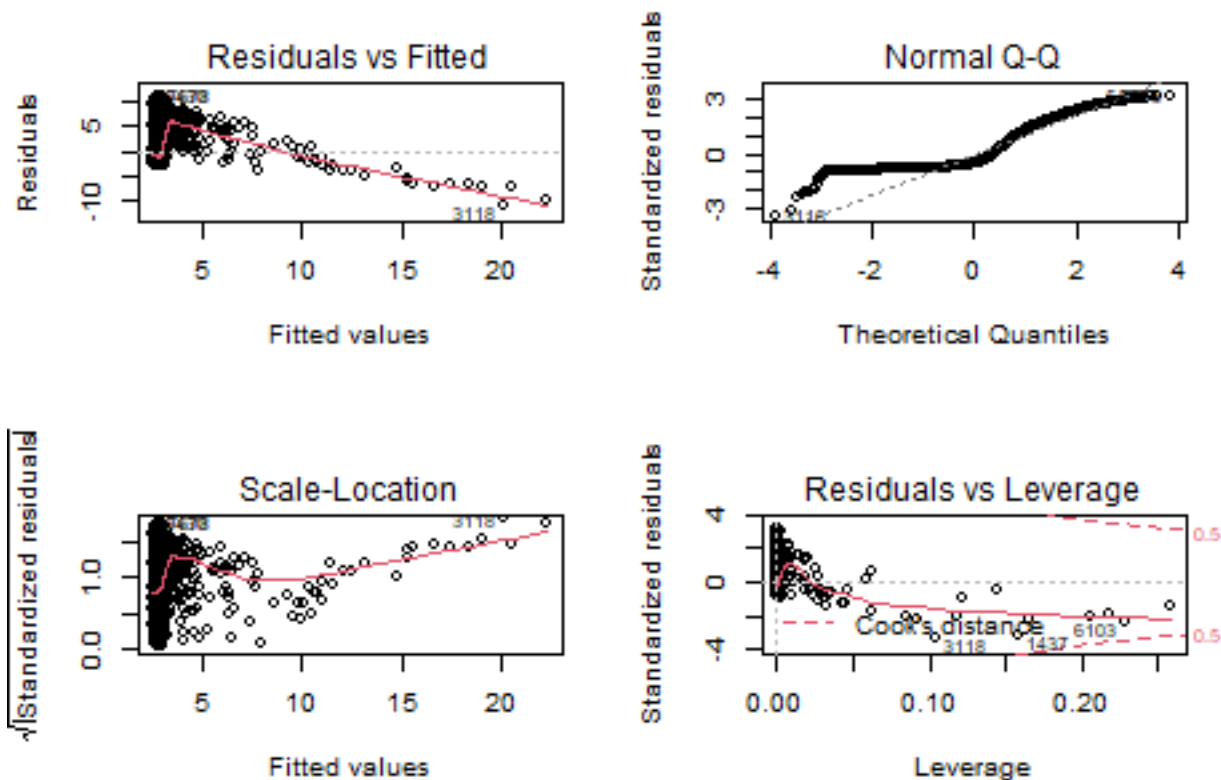 Residuals vs Fitted
Residuals
5
-10
3118
5
10
15
20
Fitted values
Normal Q-Q
Standardized residuals
3
0
-3
-4
-2
0
2
4
Theoretical Quantiles
Scale-Location
√|Standardized residuals|
1.0
0.0
3118
5
10
15
20
Fitted values
Residuals vs Leverage
Standardized residuals
4
0
-4
0.5
Cook's distance
6103
1437
3118
0.5
0.00
0.10
0.20
Leverage